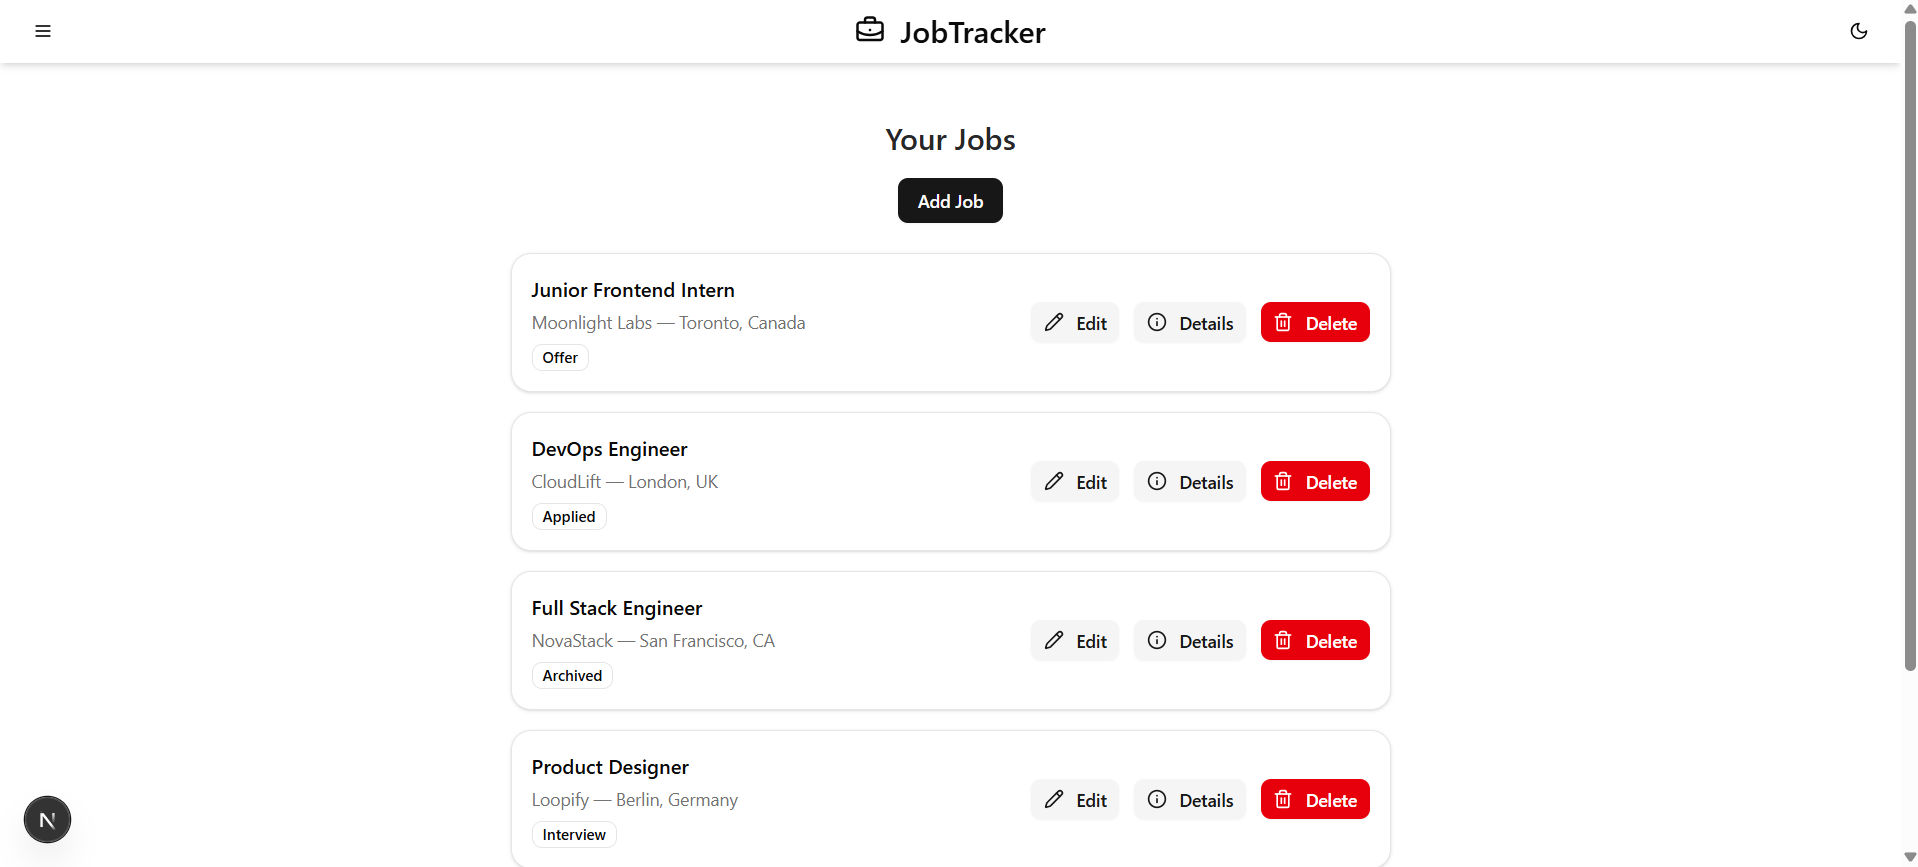 JobTracker
Your Jobs
Add Job
Junior Frontend Intern
Moonlight Labs — Toronto, Canada
Offer
Edit
Details
Delete
DevOps Engineer
CloudLift — London, UK
Applied
Edit
Details
Delete
Full Stack Engineer
NovaStack — San Francisco, CA
Archived
Edit
Details
Delete
Product Designer
Loopify — Berlin, Germany
Interview
Edit
Details
Delete
N